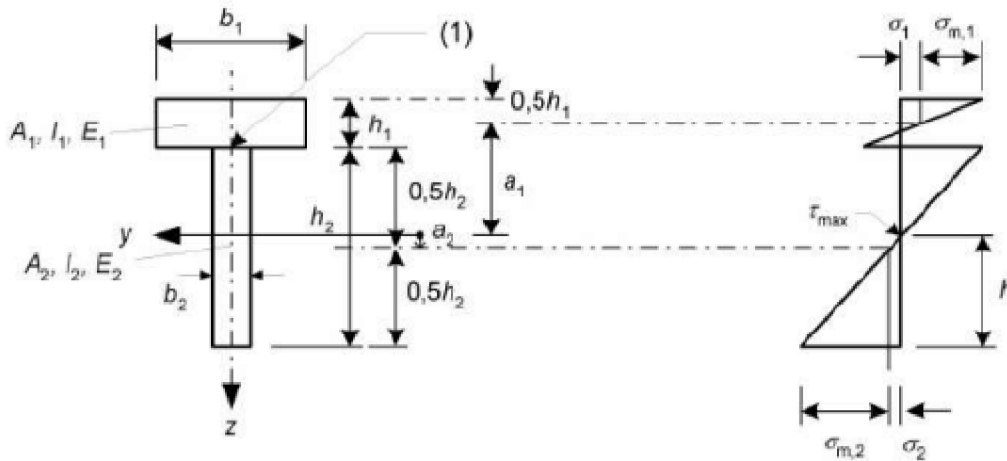 b₁
(1)
σ₁
σm,1
0,5h₁
A₁, I₁, E₁
h₁
a₁
0,5h₂
h₂
τmax
y
a₂
A₂, I₂, E₂
b₂
0,5h₂
h
z
σm,2
σ₂